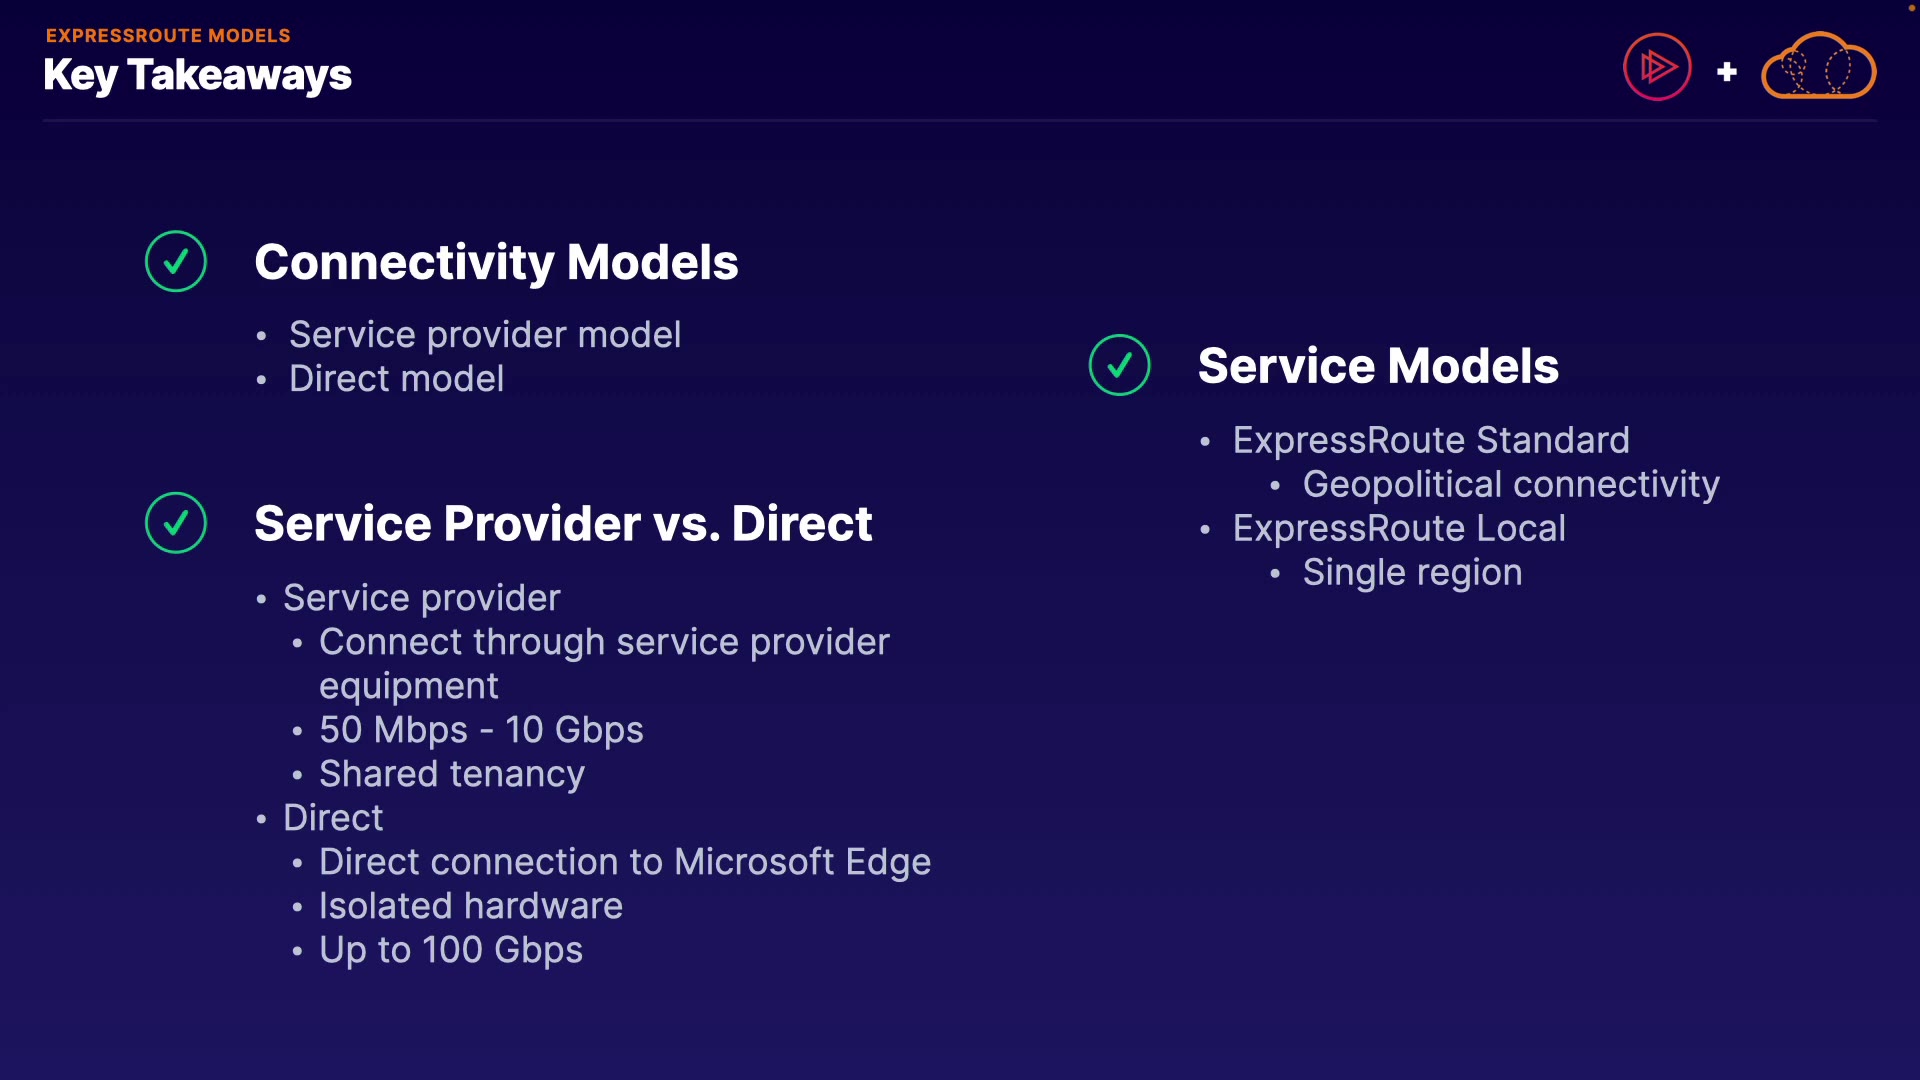 EXPRESSROUTE MODELS
Key Takeaways
+
Connectivity Models
• Service provider model
• Direct model
Service Provider vs. Direct
• Service provider
• Connect through service provider
equipment
• 50 Mbps - 10 Gbps
• Shared tenancy
• Direct
• Direct connection to Microsoft Edge
• Isolated hardware
• Up to 100 Gbps
Service Models
• ExpressRoute Standard
• Geopolitical connectivity
• ExpressRoute Local
• Single region